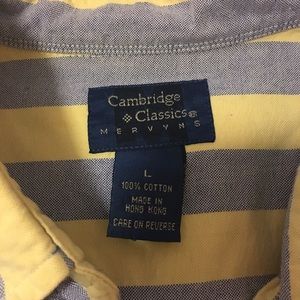 Cambridge
Classics®
MERVYNS
L
100% COTTON
MADE IN
HONG KONG
CARE ON REVERSE